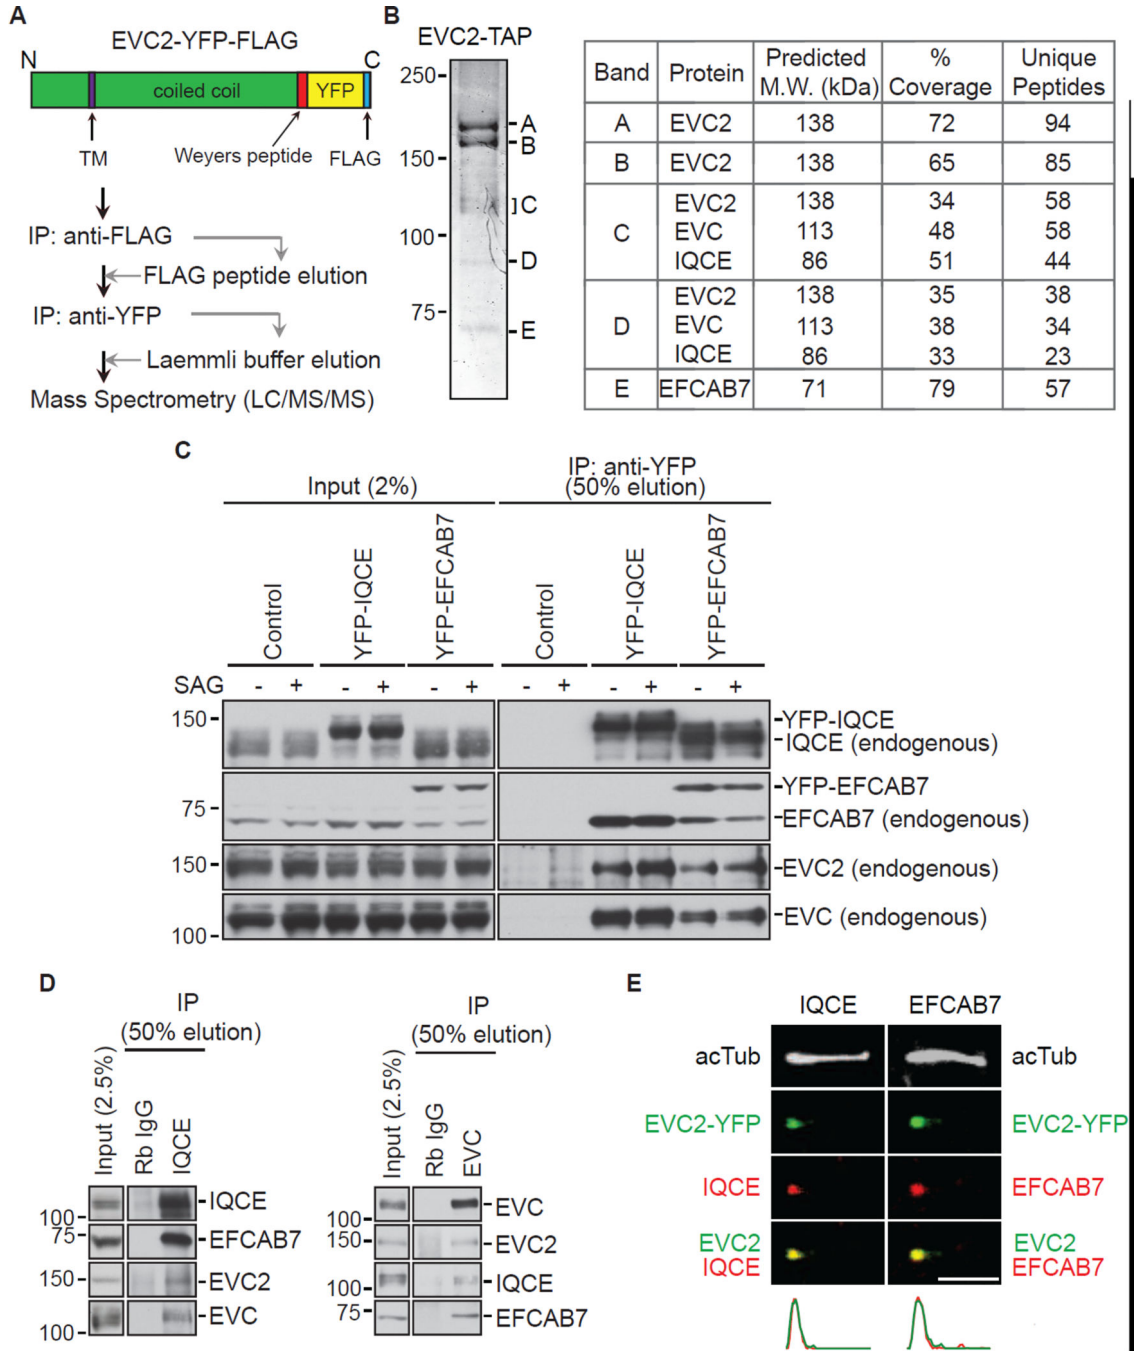 A
EVC2-YFP-FLAG
N
C
coiled coil
YFP
TM
Weyers peptide
FLAG
IP: anti-FLAG
FLAG peptide elution
IP: anti-YFP
Laemmli buffer elution
Mass Spectrometry (LC/MS/MS)
B
EVC2-TAP
250
150
100
75
A
B
C
D
E
Band Protein Predicted M.W. (kDa) % Coverage Unique Peptides
A EVC2 138 72 94
B EVC2 138 65 85
C EVC2 138 34 58
EVC 113 48 58
IQCE 86 51 44
D EVC2 138 35 38
EVC 113 38 34
IQCE 86 33 23
E EFCAB7 71 79 57
C
Input (2%)
IP: anti-YFP
(50% elution)
Control YFP-IQCE YFP-EFCAB7 Control YFP-IQCE YFP-EFCAB7
SAG - + - + - + - + - + - +
150 YFP-IQCE
IQCE (endogenous)
YFP-EFCAB7
75 EFCAB7 (endogenous)
150 EVC2 (endogenous)
EVC (endogenous)
100
D
IP
(50% elution)
Input (2.5%) Rb IgG IQCE
IQCE
100
75 EFCAB7
150 EVC2
EVC
100
IP
(50% elution)
Input (2.5%) Rb IgG EVC
EVC
100
150 EVC2
100 IQCE
75 EFCAB7
E
IQCE EFCAB7
acTub acTub
EVC2-YFP EVC2-YFP
IQCE EFCAB7
EVC2 EVC2
IQCE EFCAB7